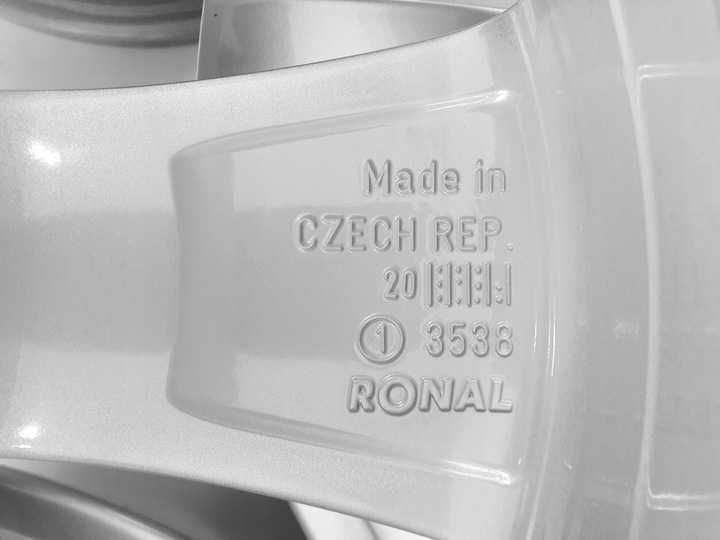 Made in
CZECH REP.
20
① 3538
RONAL